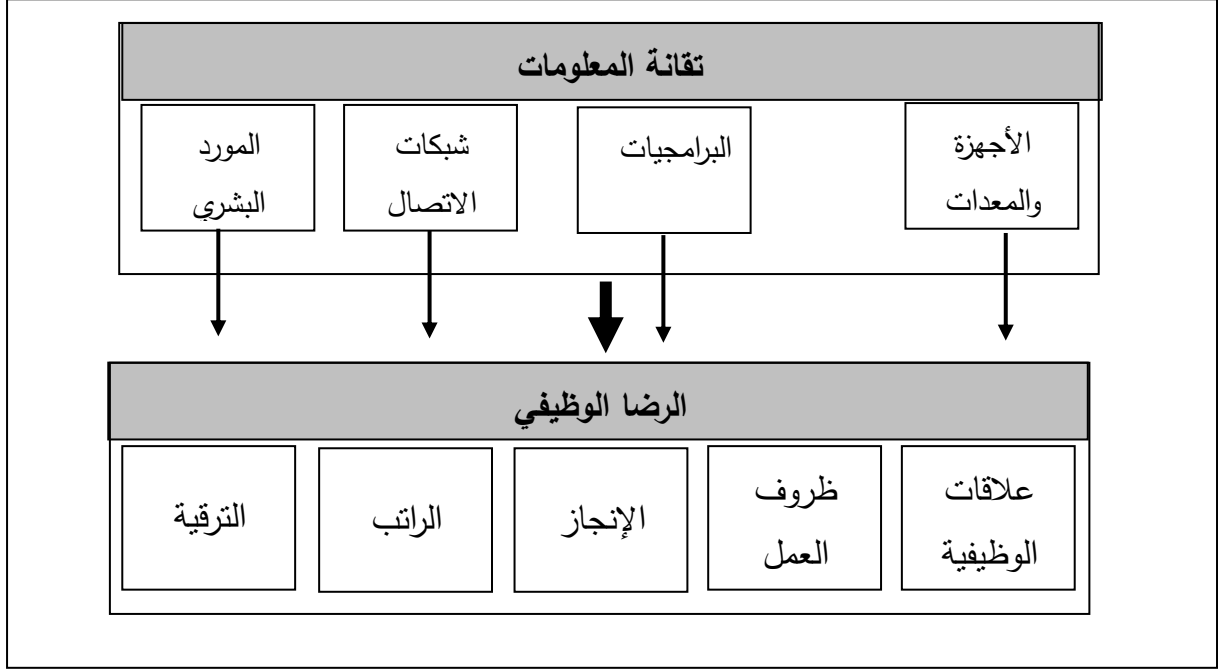 تقانة المعلومات
الأجهزة
والمعدات
البرامجيات
شبكات
الاتصال
المورد
البشري
الرضا الوظيفي
علاقات
الوظيفية
ظروف
العمل
الإنجاز
الراتب
الترقية